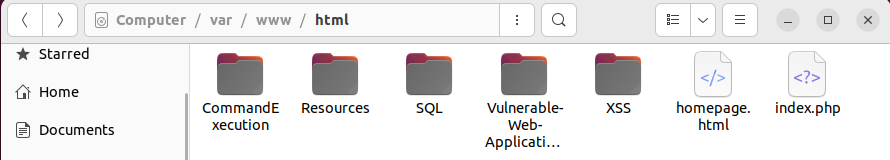 Computer / var / www / html
Starred
Home
Documents
CommandE
xecution
Resources
SQL
Vulnerable-
Web-
Applicati...
XSS
homepage.
html
index.php